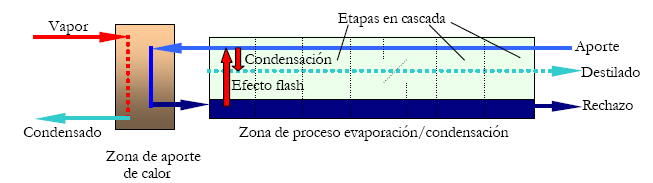 Etapas en cascada
Vapor
Aporte
Condensación
Destilado
Efecto flash
Rechazo
Condensado
Zona de proceso evaporación/condensación
Zona de aporte
de calor